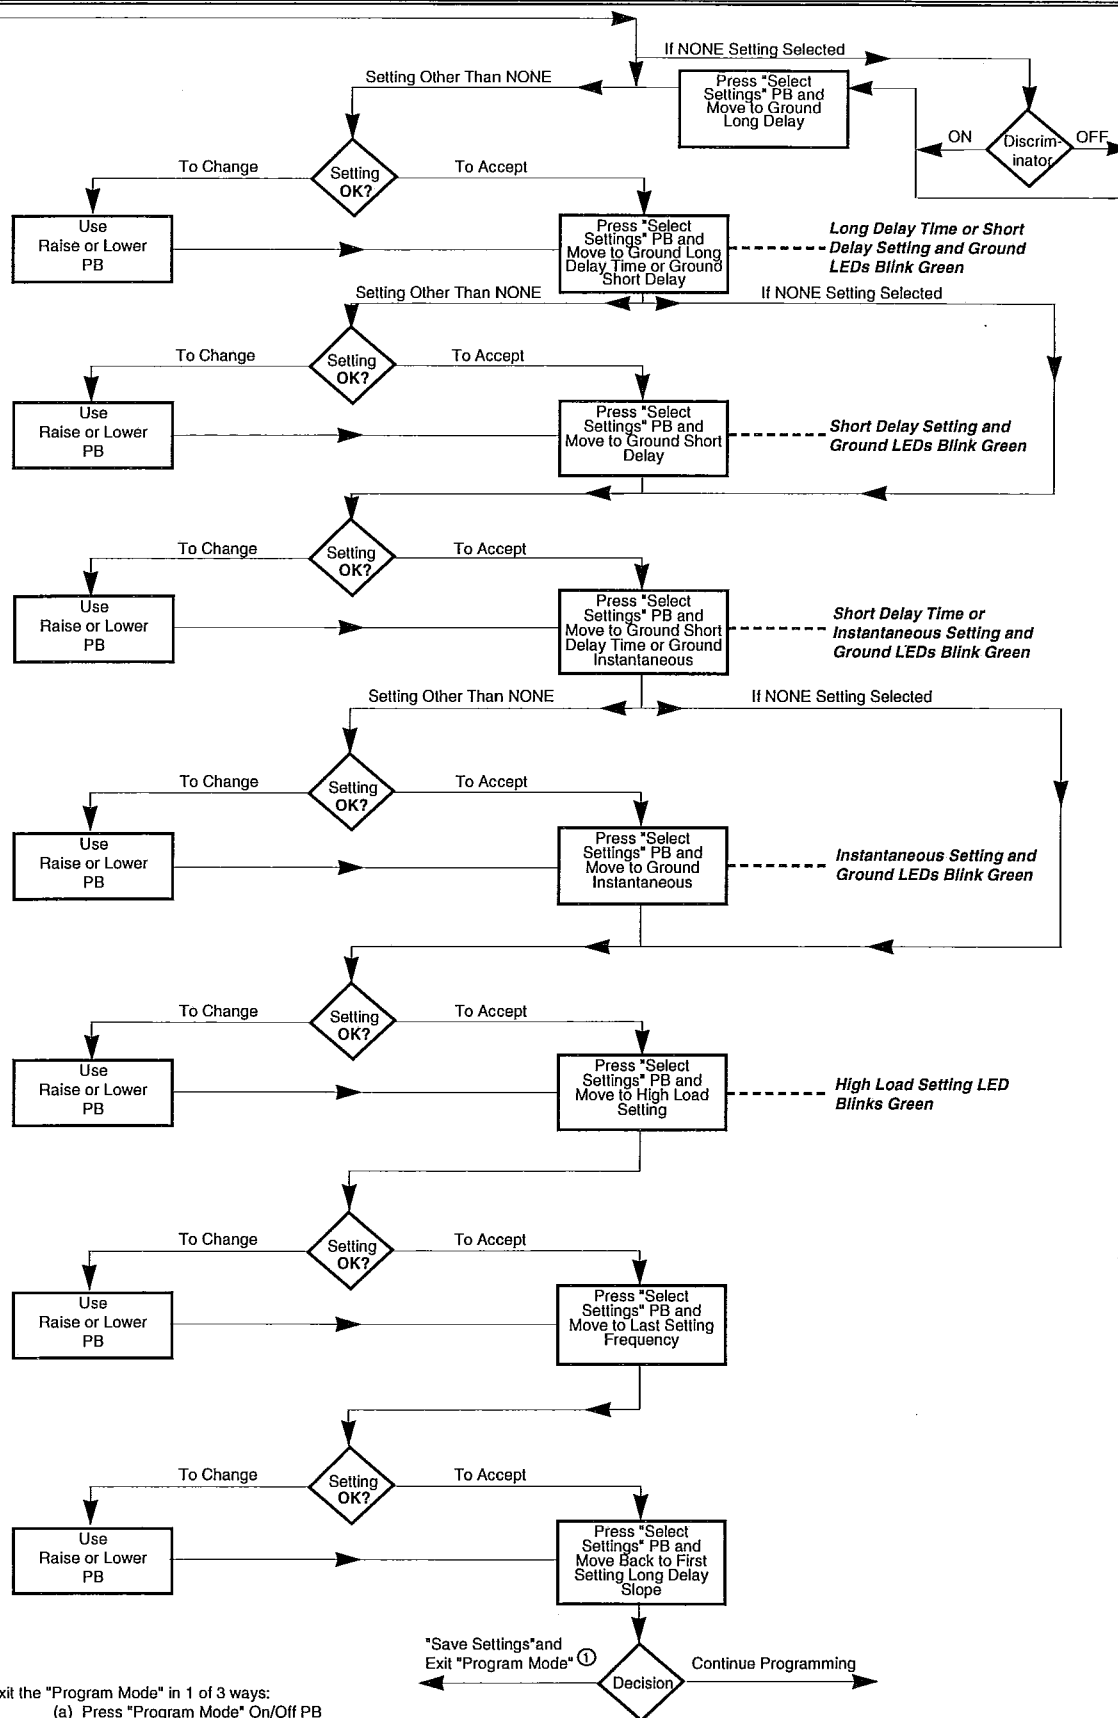 If NONE Setting Selected
Setting Other Than NONE
Press "Select
Settings" PB and
Move to Ground
Long Delay
ON
Discrim-
inator
OFF
To Change
Setting
OK?
To Accept
Use
Raise or Lower
PB
Press "Select
Settings" PB and
Move to Ground Long
Delay Time or Ground
Short Delay
Long Delay Time or Short
Delay Setting and Ground
LEDs Blink Green
Setting Other Than NONE
If NONE Setting Selected
To Change
Setting
OK?
To Accept
Use
Raise or Lower
PB
Press "Select
Settings" PB and
Move to Ground Short
Delay
Short Delay Setting and
Ground LEDs Blink Green
To Change
Setting
OK?
To Accept
Use
Raise or Lower
PB
Press "Select
Settings" PB and
Move to Ground Short
Delay Time or Ground
Instantaneous
Short Delay Time or
Instantaneous Setting and
Ground LEDs Blink Green
Setting Other Than NONE
If NONE Setting Selected
To Change
Setting
OK?
To Accept
Use
Raise or Lower
PB
Press "Select
Settings" PB and
Move to Ground
Instantaneous
Instantaneous Setting and
Ground LEDs Blink Green
To Change
Setting
OK?
To Accept
Use
Raise or Lower
PB
Press "Select
Settings" PB and
Move to High Load
Setting
High Load Setting LED
Blinks Green
To Change
Setting
OK?
To Accept
Use
Raise or Lower
PB
Press "Select
Settings" PB and
Move to Last Setting
Frequency
To Change
Setting
OK?
To Accept
Use
Raise or Lower
PB
Press "Select
Settings" PB and
Move Back to First
Setting Long Delay
Slope
"Save Settings"and
Exit "Program Mode" ①
Decision
Continue Programming
xit the "Program Mode" in 1 of 3 ways:
(a) Press "Program Mode" On/Off PB